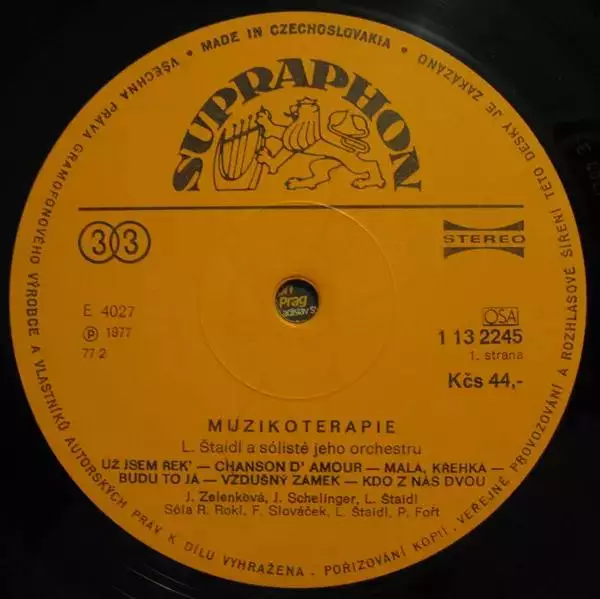 VŠECHNA PRÁVA GRAMOFONOVÉHO VÝROBCE A VLASTNÍKŮ AUTORSKÝCH PRÁV K DÍLU VYHRAŽENA. POŘIZOVÁNÍ KOPIÍ, VEŘEJNÉ PROVOZOVÁNÍ A ROZHLASOVÉ ŠÍŘENÍ TÉTO DESKY JE ZAKÁZÁNO
• MADE IN CZECHOSLOVAKIA •
SUPRAPHON
33
STEREO
E 4027
℗ 1977
77 2
OSA
1 13 2245
1. strana
Kčs 44,-
Prag
MUZIKOTERAPIE
L. Štaidl a sólisté jeho orchestru
UŽ JSEM ŘEK' — CHANSON D' AMOUR — MALÁ, KŘEHKÁ —
BUDU TO JÁ — VZDUŠNÝ ZÁMEK — KDO Z NÁS DVOU
J. Zelenková, J. Schelinger, L. Štaidl
Sóla R. Rokl, F. Slováček, L. Štaidl, P. Fořt